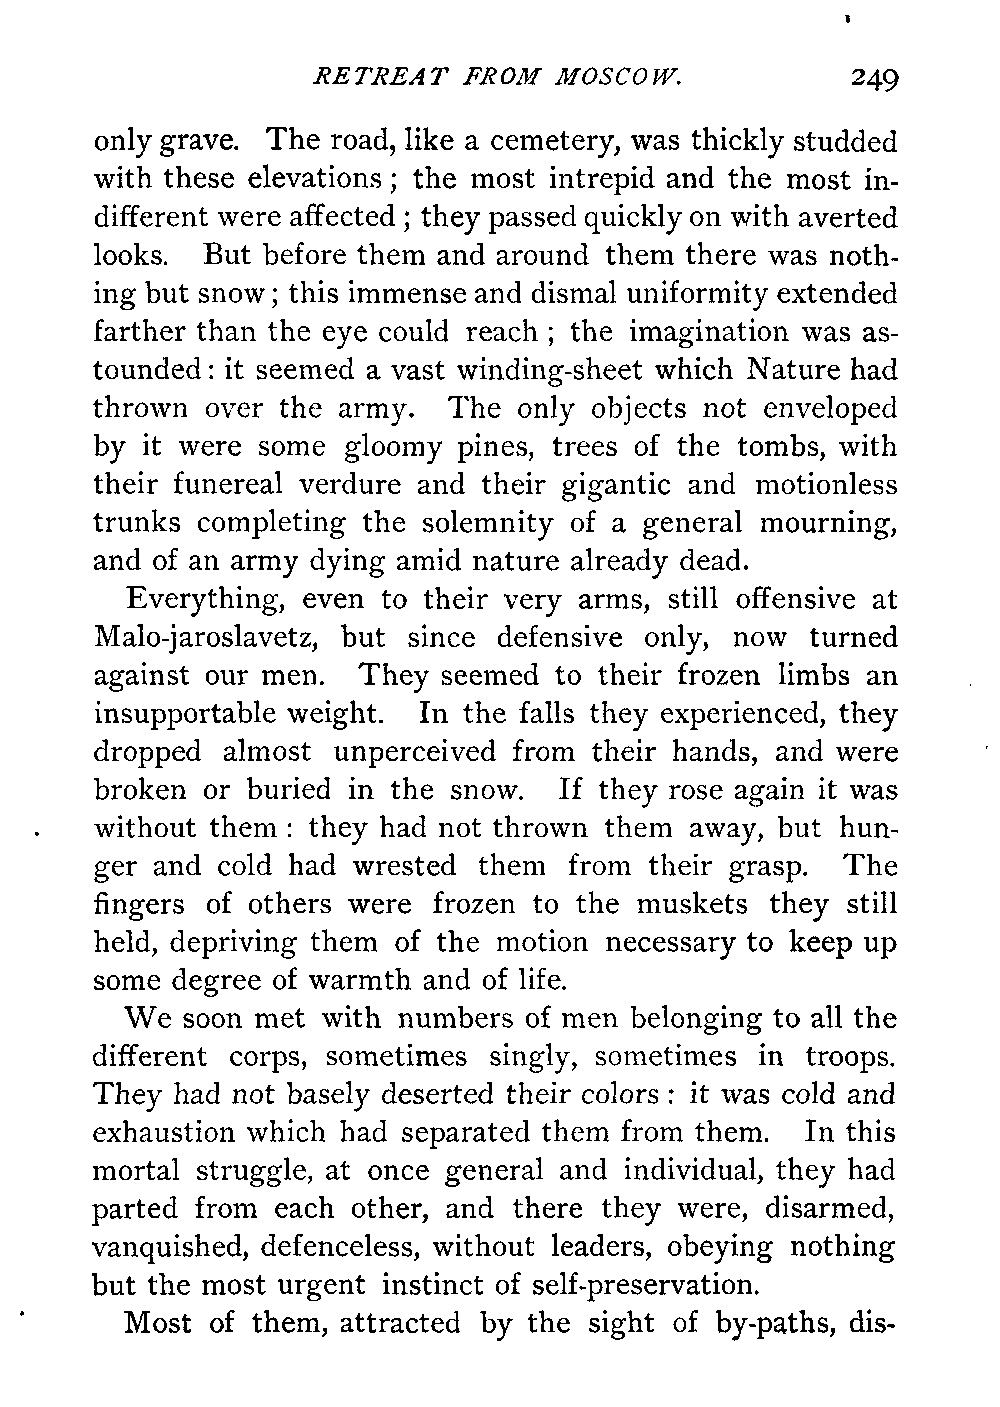 RETREAT FROM MOSCOW. 249
only grave. The road, like a cemetery, was thickly studded
with these elevations ; the most intrepid and the most in-
different were affected ; they passed quickly on with averted
looks. But before them and around them there was noth-
ing but snow ; this immense and dismal uniformity extended
farther than the eye could reach ; the imagination was as-
tounded : it seemed a vast winding-sheet which Nature had
thrown over the army. The only objects not enveloped
by it were some gloomy pines, trees of the tombs, with
their funereal verdure and their gigantic and motionless
trunks completing the solemnity of a general mourning,
and of an army dying amid nature already dead.
Everything, even to their very arms, still offensive at
Malo-jaroslavetz, but since defensive only, now turned
against our men. They seemed to their frozen limbs an
insupportable weight. In the falls they experienced, they
dropped almost unperceived from their hands, and were
broken or buried in the snow. If they rose again it was
without them : they had not thrown them away, but hun-
ger and cold had wrested them from their grasp. The
fingers of others were frozen to the muskets they still
held, depriving them of the motion necessary to keep up
some degree of warmth and of life.
We soon met with numbers of men belonging to all the
different corps, sometimes singly, sometimes in troops.
They had not basely deserted their colors : it was cold and
exhaustion which had separated them from them. In this
mortal struggle, at once general and individual, they had
parted from each other, and there they were, disarmed,
vanquished, defenceless, without leaders, obeying nothing
but the most urgent instinct of self-preservation.
Most of them, attracted by the sight of by-paths, dis-